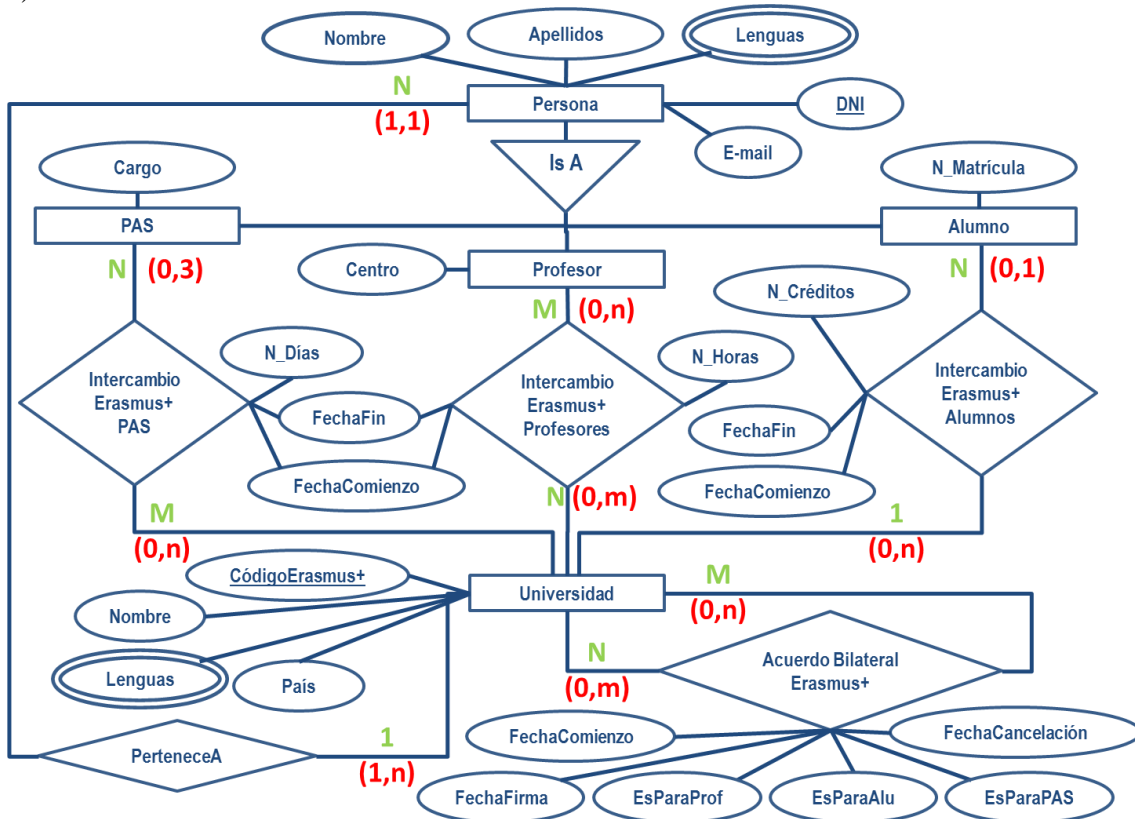 )
Nombre
Apellidos
Lenguas
N
(1,1)
Persona
DNI
E-mail
Is A
Cargo
N_Matrícula
PAS
Alumno
N
(0,3)
Centro
Profesor
N
(0,1)
M
(0,n)
N_Créditos
N_Días
N_Horas
Intercambio
Erasmus+
PAS
Intercambio
Erasmus+
Profesores
Intercambio
Erasmus+
Alumnos
FechaFin
FechaFin
FechaComienzo
FechaComienzo
M
(0,n)
N
(0,m)
1
(0,n)
CódigoErasmus+
Universidad
M
(0,n)
Nombre
Lenguas
País
N
(0,m)
Acuerdo Bilateral
Erasmus+
PerteneceA
1
(1,n)
FechaComienzo
FechaCancelación
FechaFirma
EsParaProf
EsParaAlu
EsParaPAS